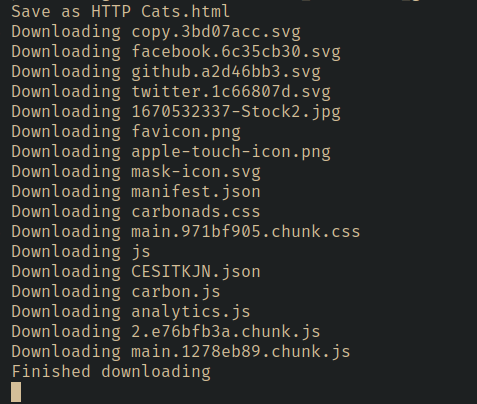 Save as HTTP Cats.html
Downloading copy.3bd07acc.svg
Downloading facebook.6c35cb30.svg
Downloading github.a2d46bb3.svg
Downloading twitter.1c66807d.svg
Downloading 1670532337-Stock2.jpg
Downloading favicon.png
Downloading apple-touch-icon.png
Downloading mask-icon.svg
Downloading manifest.json
Downloading carbonads.css
Downloading main.971bf905.chunk.css
Downloading js
Downloading CESITKJN.json
Downloading carbon.js
Downloading analytics.js
Downloading 2.e76bfb3a.chunk.js
Downloading main.1278eb89.chunk.js
Finished downloading